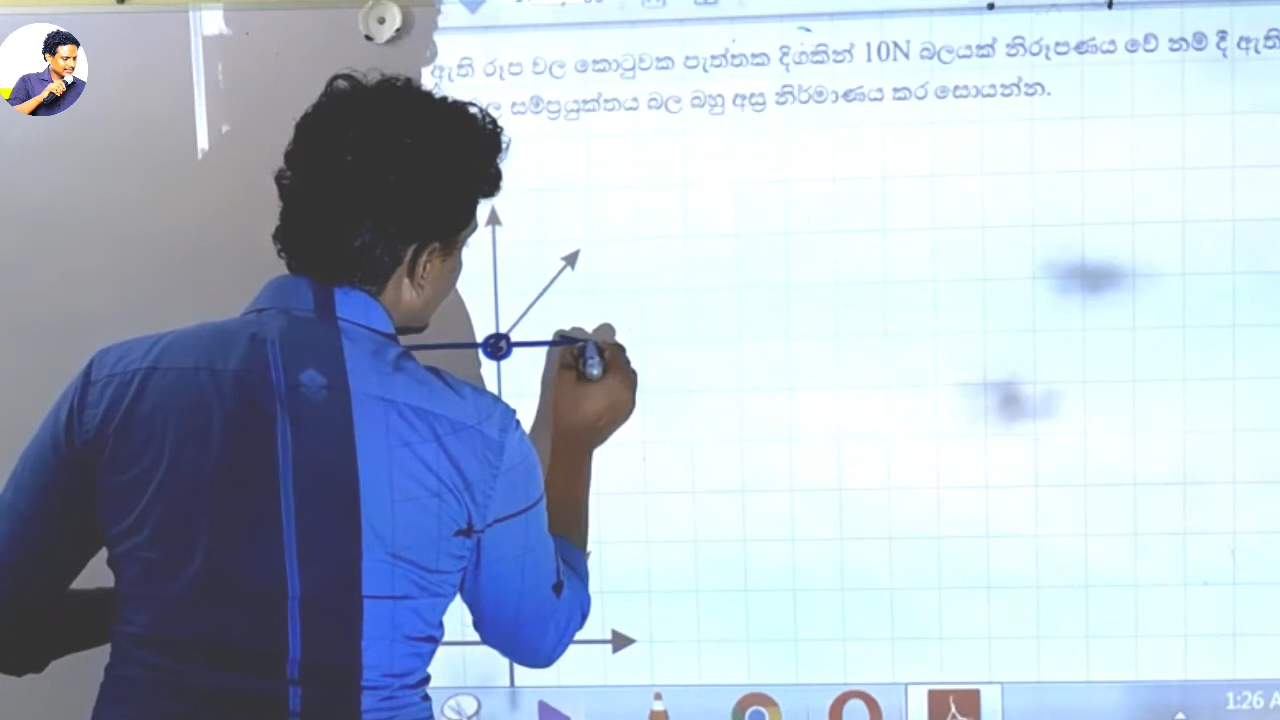 ඇති රූප වල කොටුවක පැත්තක දිගකින් 10N බලයක් නිරූපණය වේ නම් දී ඇති
සම්ප්‍රයුක්තය බල බහු අස්‍ර නිර්මාණය කර සොයන්න.
1:26